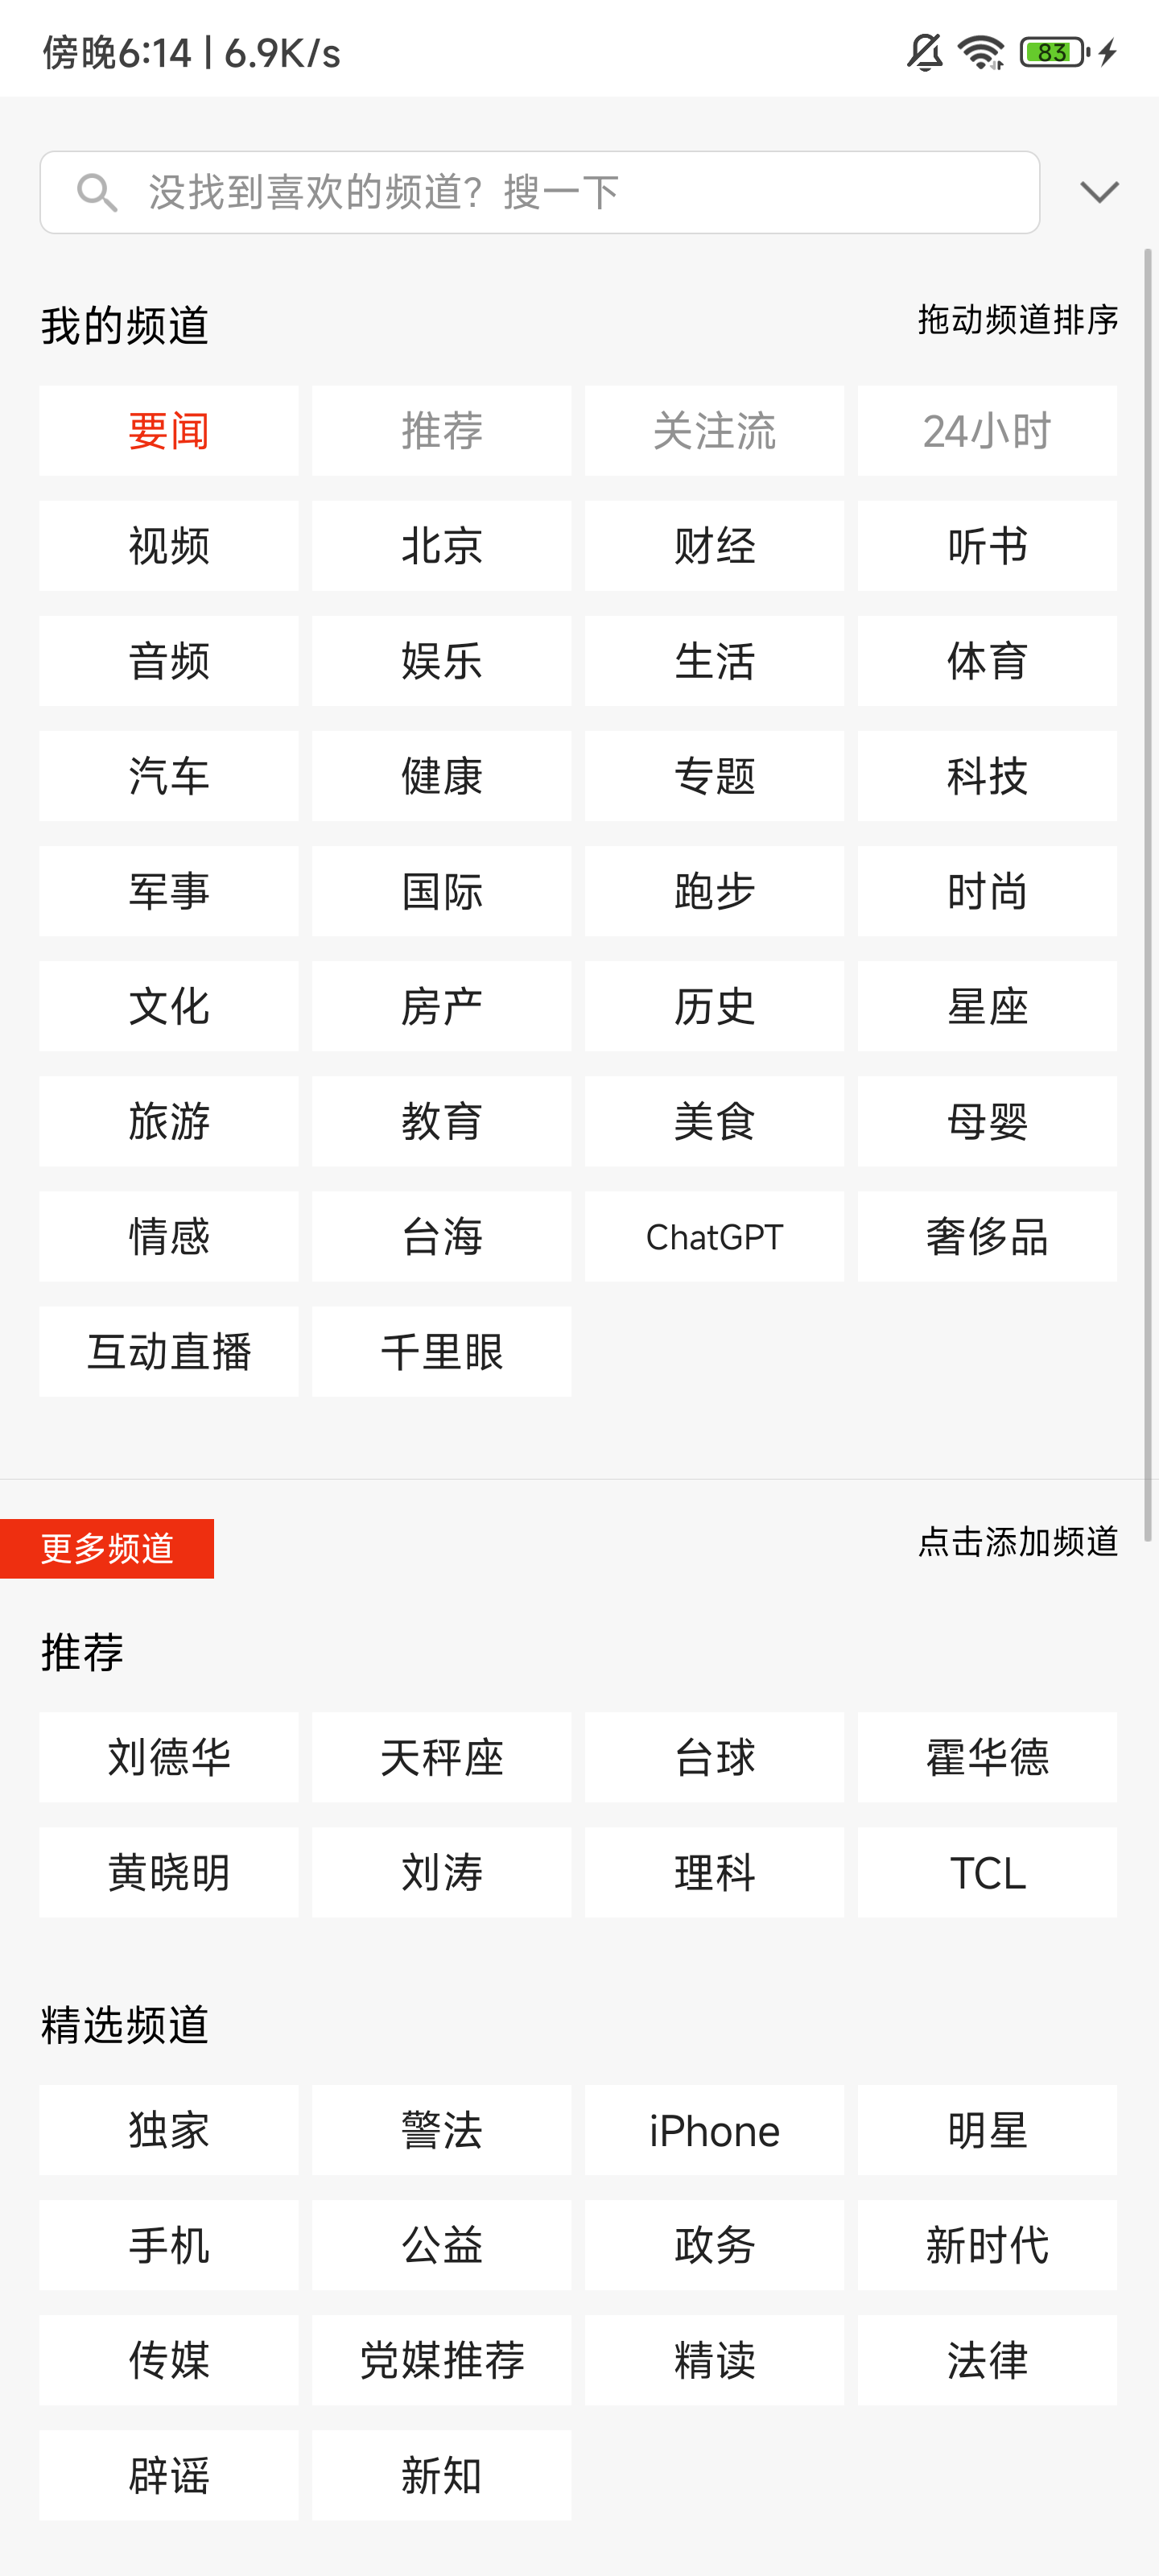 傍晚6:14 | 6.9K/s 83
没找到喜欢的频道？搜一下
我的频道 拖动频道排序
要闻 推荐 关注流 24小时
视频 北京 财经 听书
音频 娱乐 生活 体育
汽车 健康 专题 科技
军事 国际 跑步 时尚
文化 房产 历史 星座
旅游 教育 美食 母婴
情感 台海 ChatGPT 奢侈品
互动直播 千里眼
更多频道 点击添加频道
推荐
刘德华 天秤座 台球 霍华德
黄晓明 刘涛 理科 TCL
精选频道
独家 警法 iPhone 明星
手机 公益 政务 新时代
传媒 党媒推荐 精读 法律
辟谣 新知